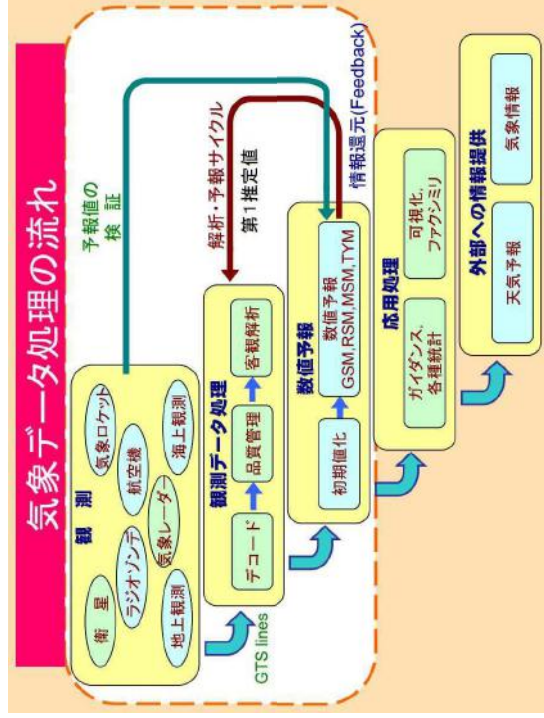 気象データ処理の流れ
観 測
衛 星
ラジオゾンデ
航空機
気象ロケット
地上観測
気象レーダー
海上観測
予報値の
検 証
GTS lines
観測データ処理
デコード
品質管理
客観解析
解析・予報サイクル
第1推定値
数値予報
初期値化
数値予報
GSM,RSM,MSM,TYM
情報還元(Feedback)
応用処理
ガイダンス,
各種統計
可視化,
ファクシミリ
外部への情報提供
天気予報
気象情報